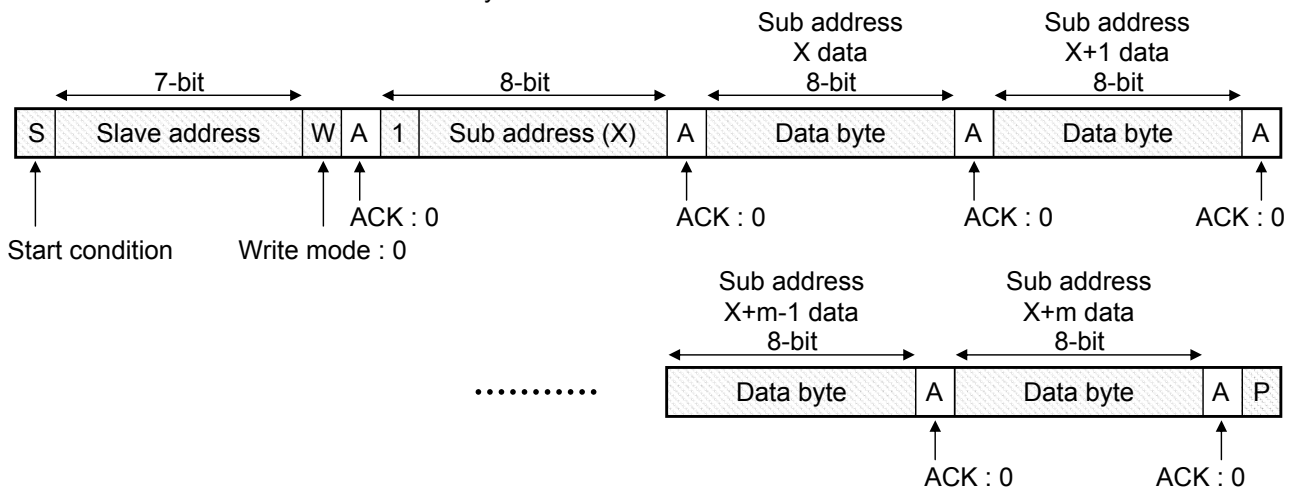 Sub address
X data
8-bit
Sub address
X+1 data
8-bit
7-bit
8-bit
S Slave address W A 1 Sub address (X) A Data byte A Data byte A
ACK : 0 ACK : 0 ACK : 0 ACK : 0
Start condition Write mode : 0
Sub address
X+m-1 data
8-bit
Sub address
X+m data
8-bit
........... Data byte A Data byte A P
ACK : 0 ACK : 0